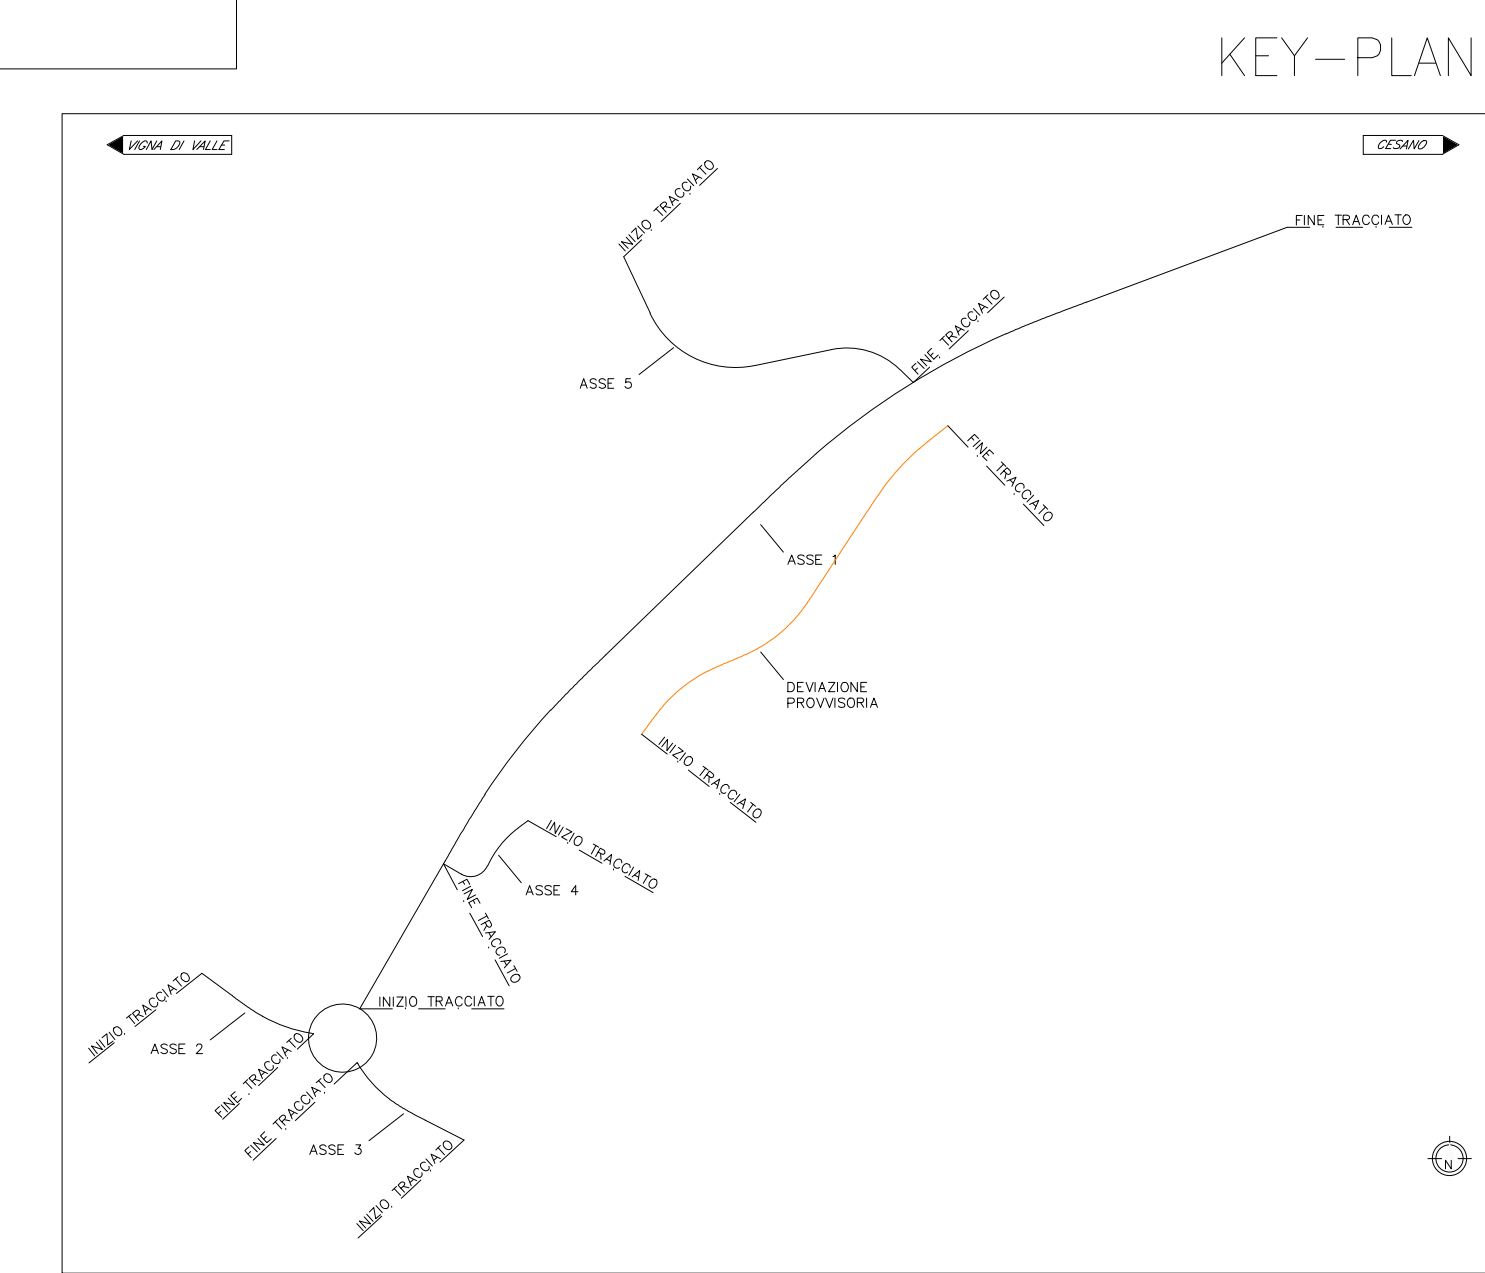 KEY-PLAN
VIGNA DI VALLE
CESANO
INIZIO TRACCIATO
FINE TRACCIATO
FINE TRACCIATO
ASSE 5
FINE TRACCIATO
ASSE 1
DEVIAZIONE
PROVVISORIA
INIZIO TRACCIATO
INIZIO TRACCIATO
ASSE 4
FINE TRACCIATO
INIZIO TRACCIATO
INIZIO TRACCIATO
ASSE 2
FINE TRACCIATO
FINE TRACCIATO
ASSE 3
INIZIO TRACCIATO
N